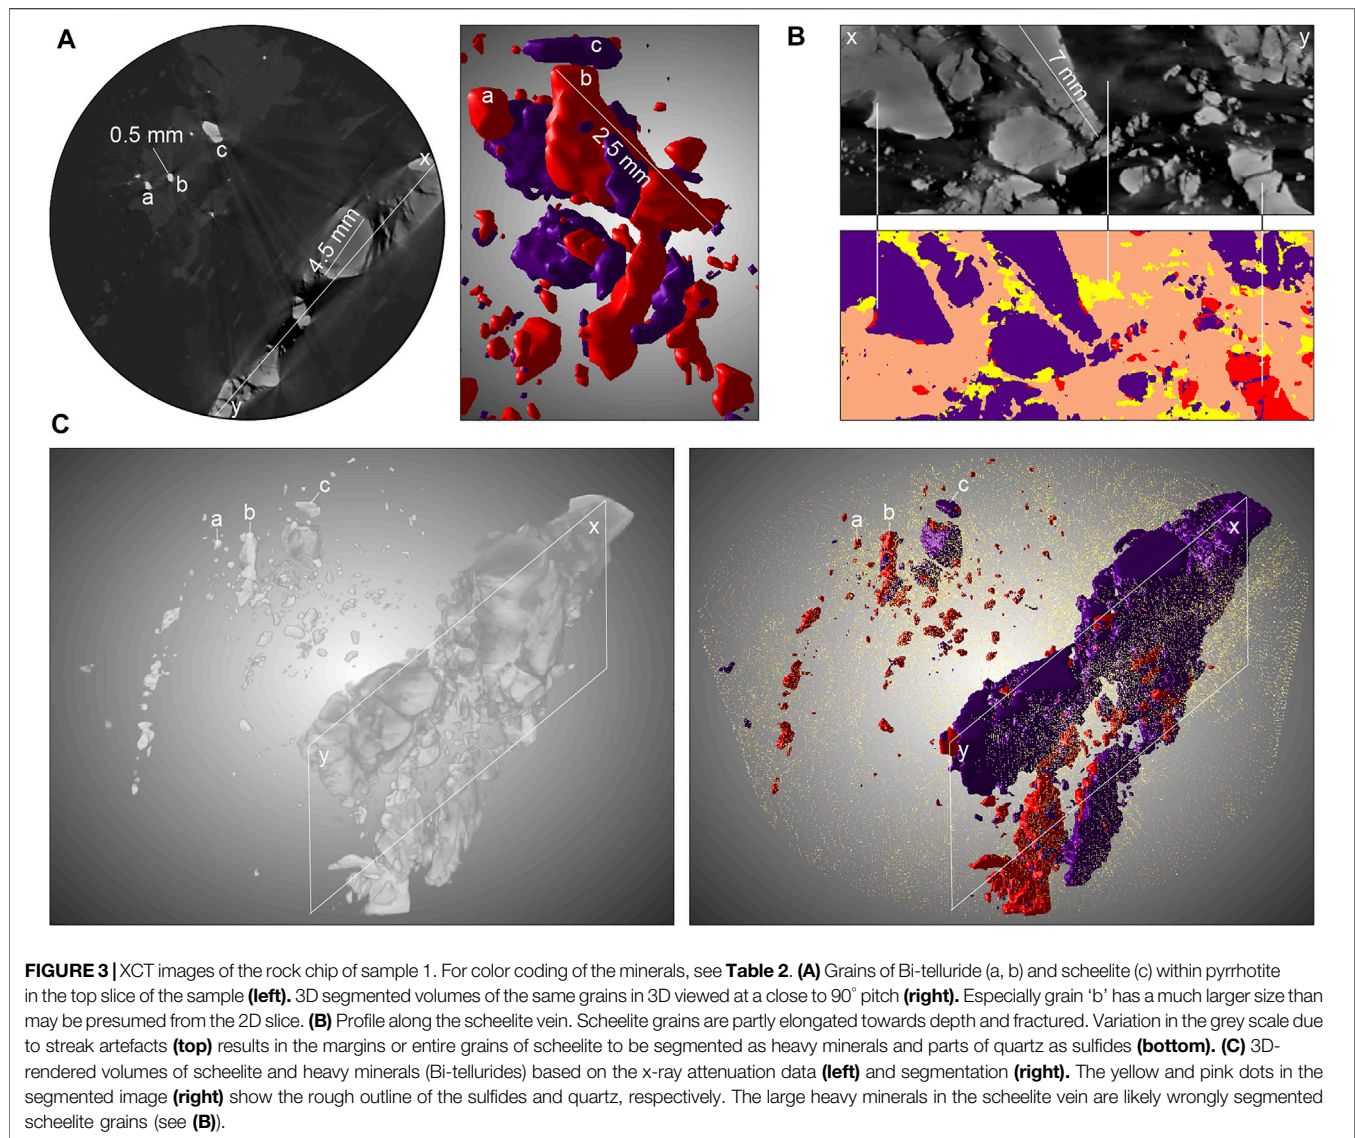 A
0.5 mm
a
b
c
x
4.5 mm
y
c
b
a
2.5 mm
B
x
y
7 mm
C
a
b
c
x
y
a
b
c
x
y
FIGURE 3 | XCT images of the rock chip of sample 1. For color coding of the minerals, see Table 2. (A) Grains of Bi-telluride (a, b) and scheelite (c) within pyrrhotite
in the top slice of the sample (left). 3D segmented volumes of the same grains in 3D viewed at a close to 90° pitch (right). Especially grain ‘b’ has a much larger size than
may be presumed from the 2D slice. (B) Profile along the scheelite vein. Scheelite grains are partly elongated towards depth and fractured. Variation in the grey scale due
to streak artefacts (top) results in the margins or entire grains of scheelite to be segmented as heavy minerals and parts of quartz as sulfides (bottom). (C) 3D-
rendered volumes of scheelite and heavy minerals (Bi-tellurides) based on the x-ray attenuation data (left) and segmentation (right). The yellow and pink dots in the
segmented image (right) show the rough outline of the sulfides and quartz, respectively. The large heavy minerals in the scheelite vein are likely wrongly segmented
scheelite grains (see (B)).